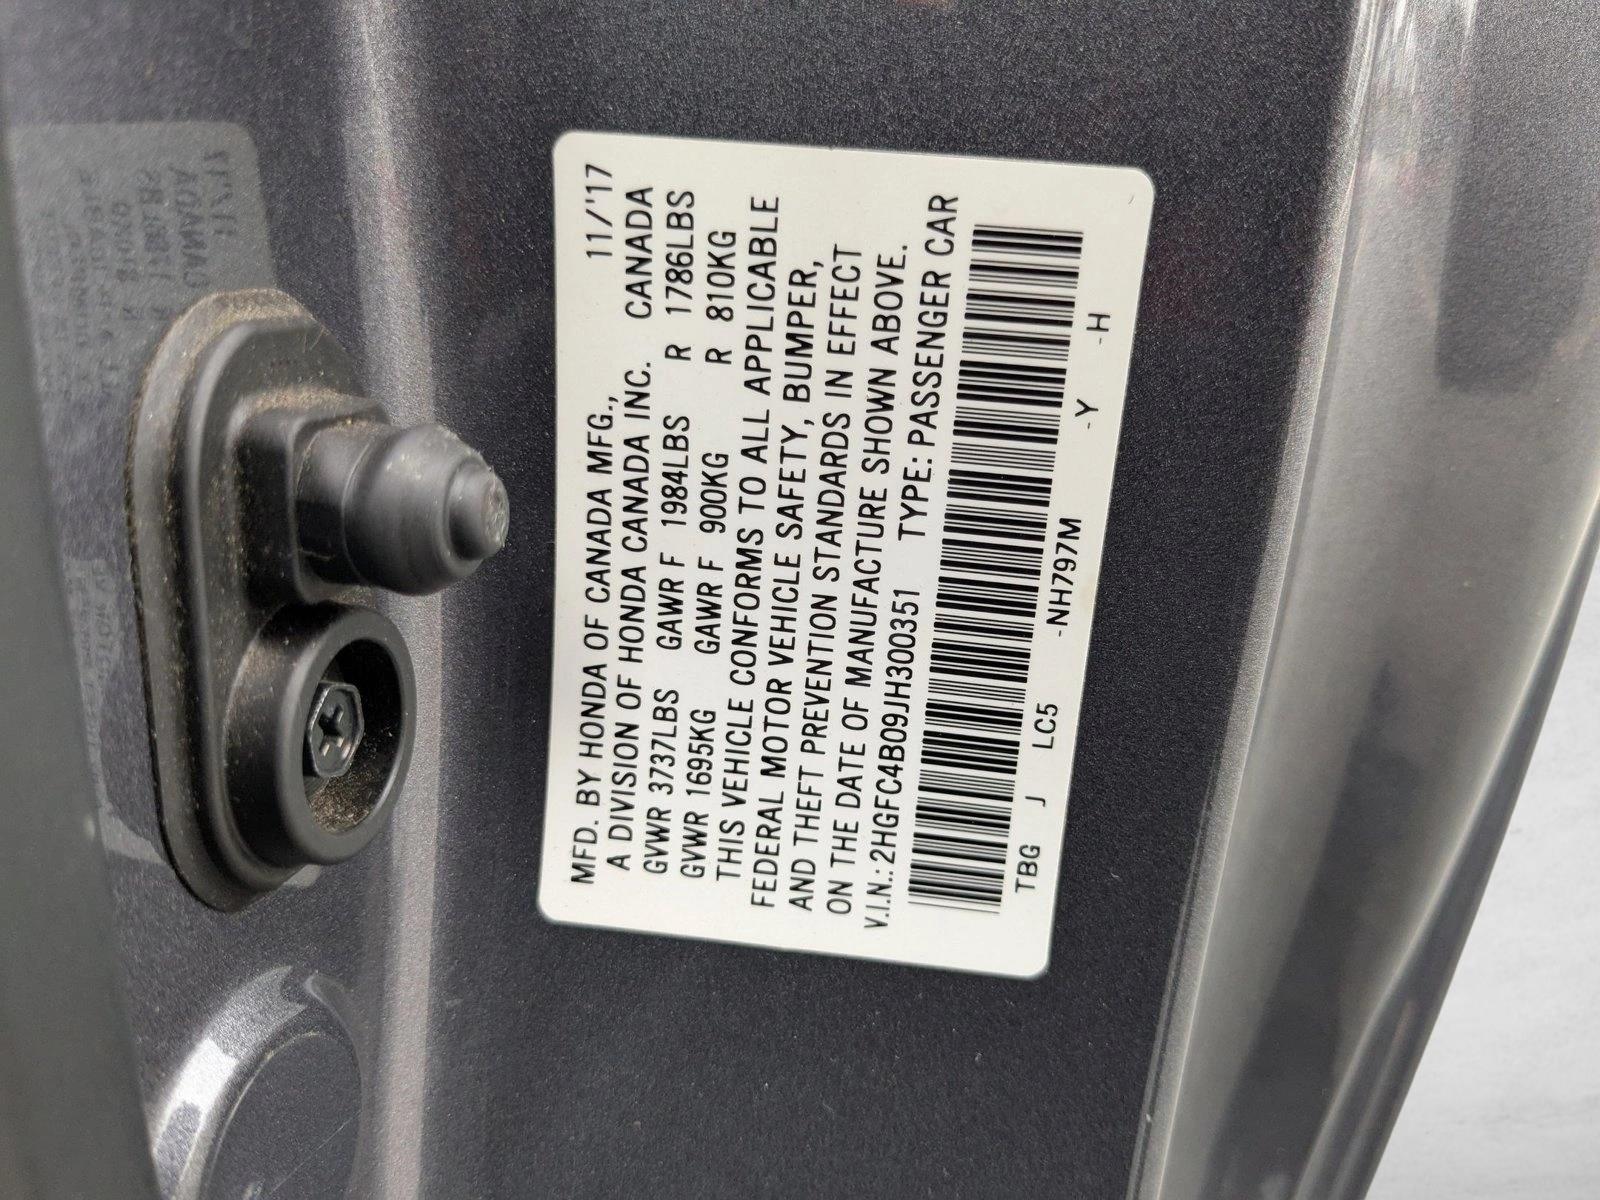 MFD. BY HONDA OF CANADA MFG., 11/'17
A DIVISION OF HONDA CANADA INC. CANADA
GVWR 3737LBS GAWR F 1984LBS R 1786LBS
GVWR 1695KG GAWR F 900KG R 810KG
THIS VEHICLE CONFORMS TO ALL APPLICABLE
FEDERAL MOTOR VEHICLE SAFETY, BUMPER,
AND THEFT PREVENTION STANDARDS IN EFFECT
ON THE DATE OF MANUFACTURE SHOWN ABOVE.
V.I.N.: 2HGFC4B09JH300351 TYPE: PASSENGER CAR
TBG J LC5 -NH797M -Y -H